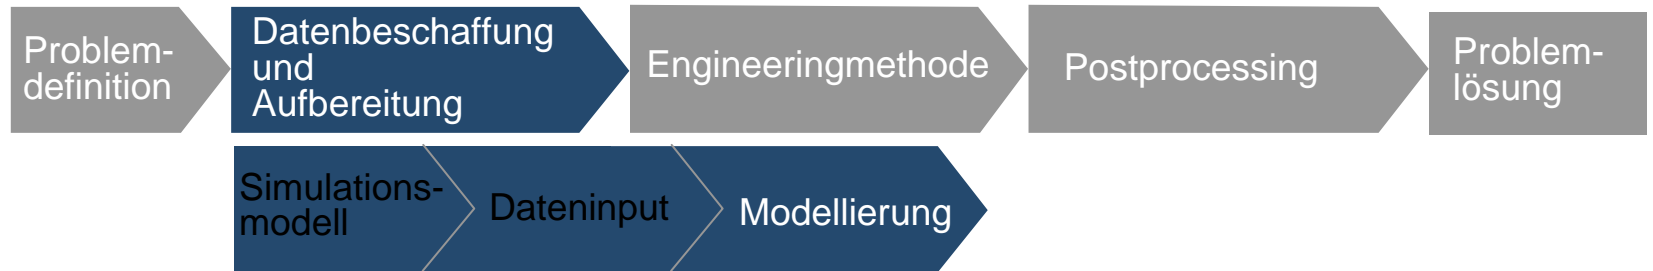 Problem-
definition
Datenbeschaffung
und
Aufbereitung
Engineeringmethode
Postprocessing
Problem-
lösung
Simulations-
modell
Dateninput
Modellierung